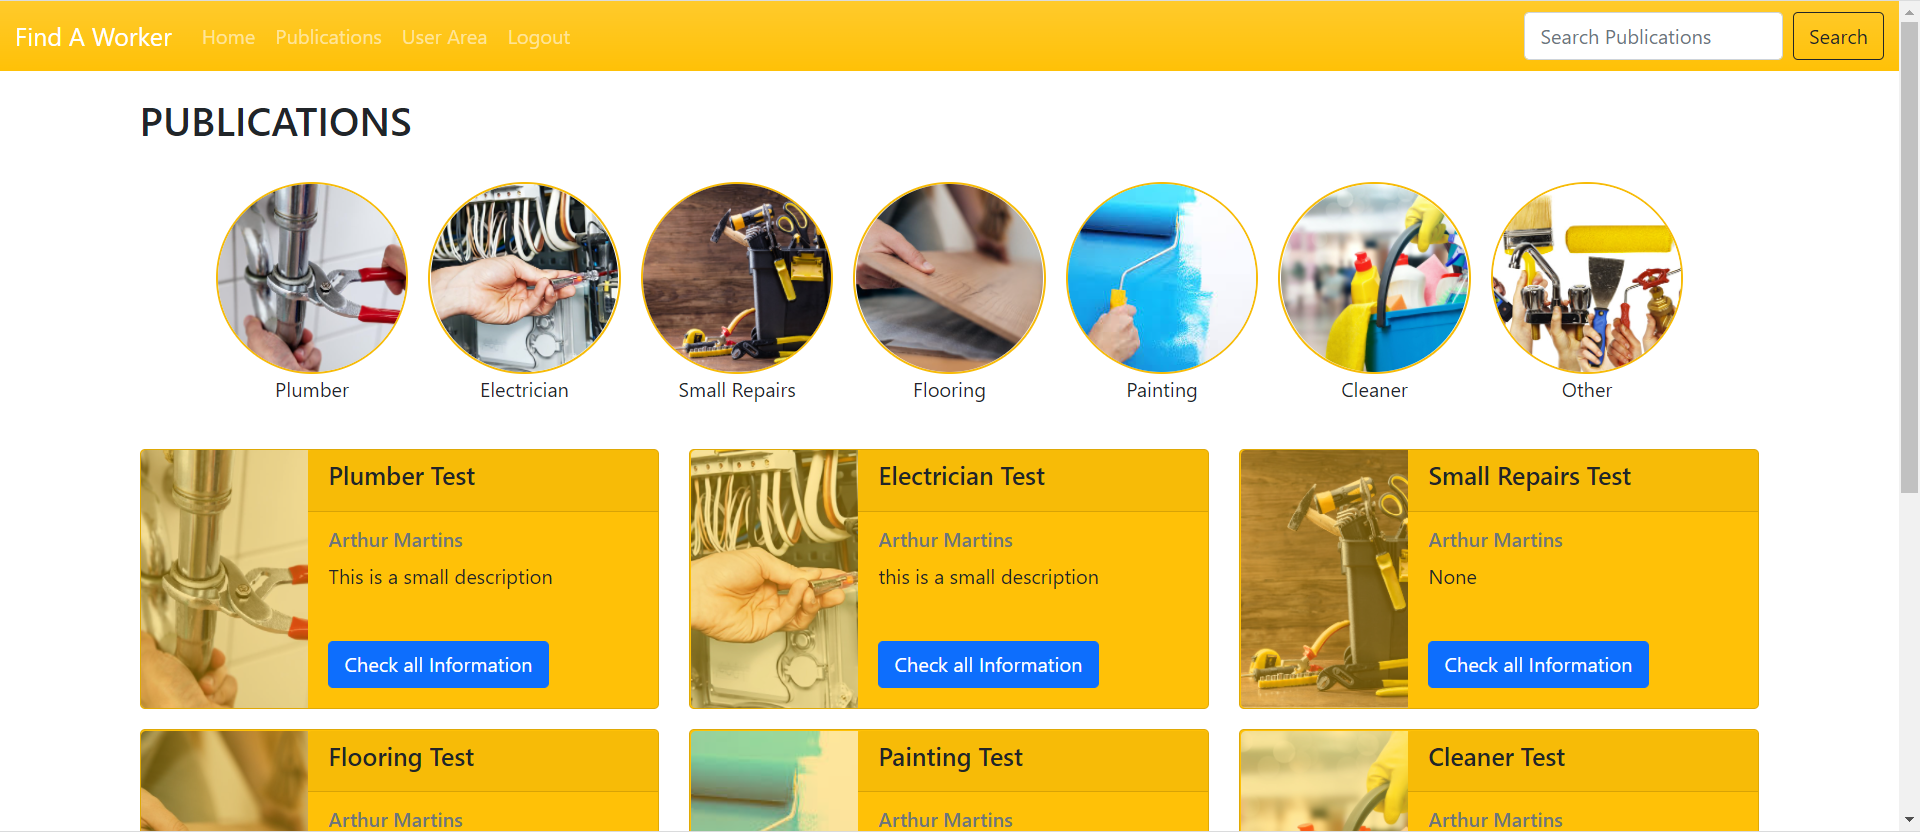 Find A Worker Home Publications User Area Logout Search Publications Search
PUBLICATIONS
Plumber Electrician Small Repairs Flooring Painting Cleaner Other
Plumber Test
Arthur Martins
This is a small description
Check all Information
Electrician Test
Arthur Martins
this is a small description
Check all Information
Small Repairs Test
Arthur Martins
None
Check all Information
Flooring Test
Arthur Martins
Painting Test
Arthur Martins
Cleaner Test
Arthur Martins